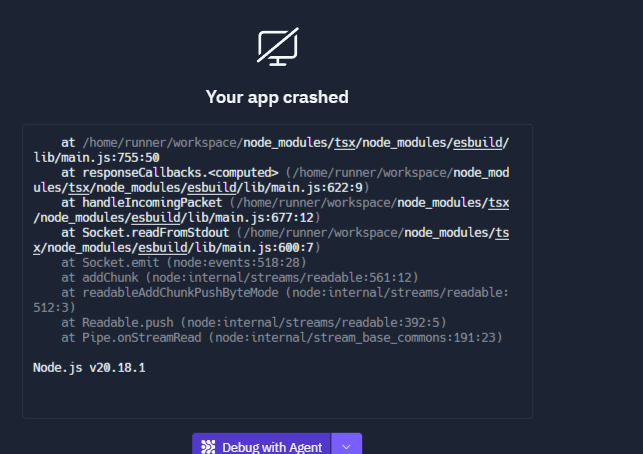 Your app crashed
at /home/runner/workspace/node_modules/tsx/node_modules/esbuild/
lib/main.js:755:50
at responseCallbacks.<computed> (/home/runner/workspace/node_mod
ules/tsx/node_modules/esbuild/lib/main.js:622:9)
at handleIncomingPacket (/home/runner/workspace/node_modules/tsx
/node_modules/esbuild/lib/main.js:677:12)
at Socket.readFromStdout (/home/runner/workspace/node_modules/ts
x/node_modules/esbuild/lib/main.js:600:7)
at Socket.emit (node:events:518:28)
at addChunk (node:internal/streams/readable:561:12)
at readableAddChunkPushByteMode (node:internal/streams/readable:
512:3)
at Readable.push (node:internal/streams/readable:392:5)
at Pipe.onStreamRead (node:internal/stream_base_commons:191:23)
Node.js v20.18.1
Debug with Agent